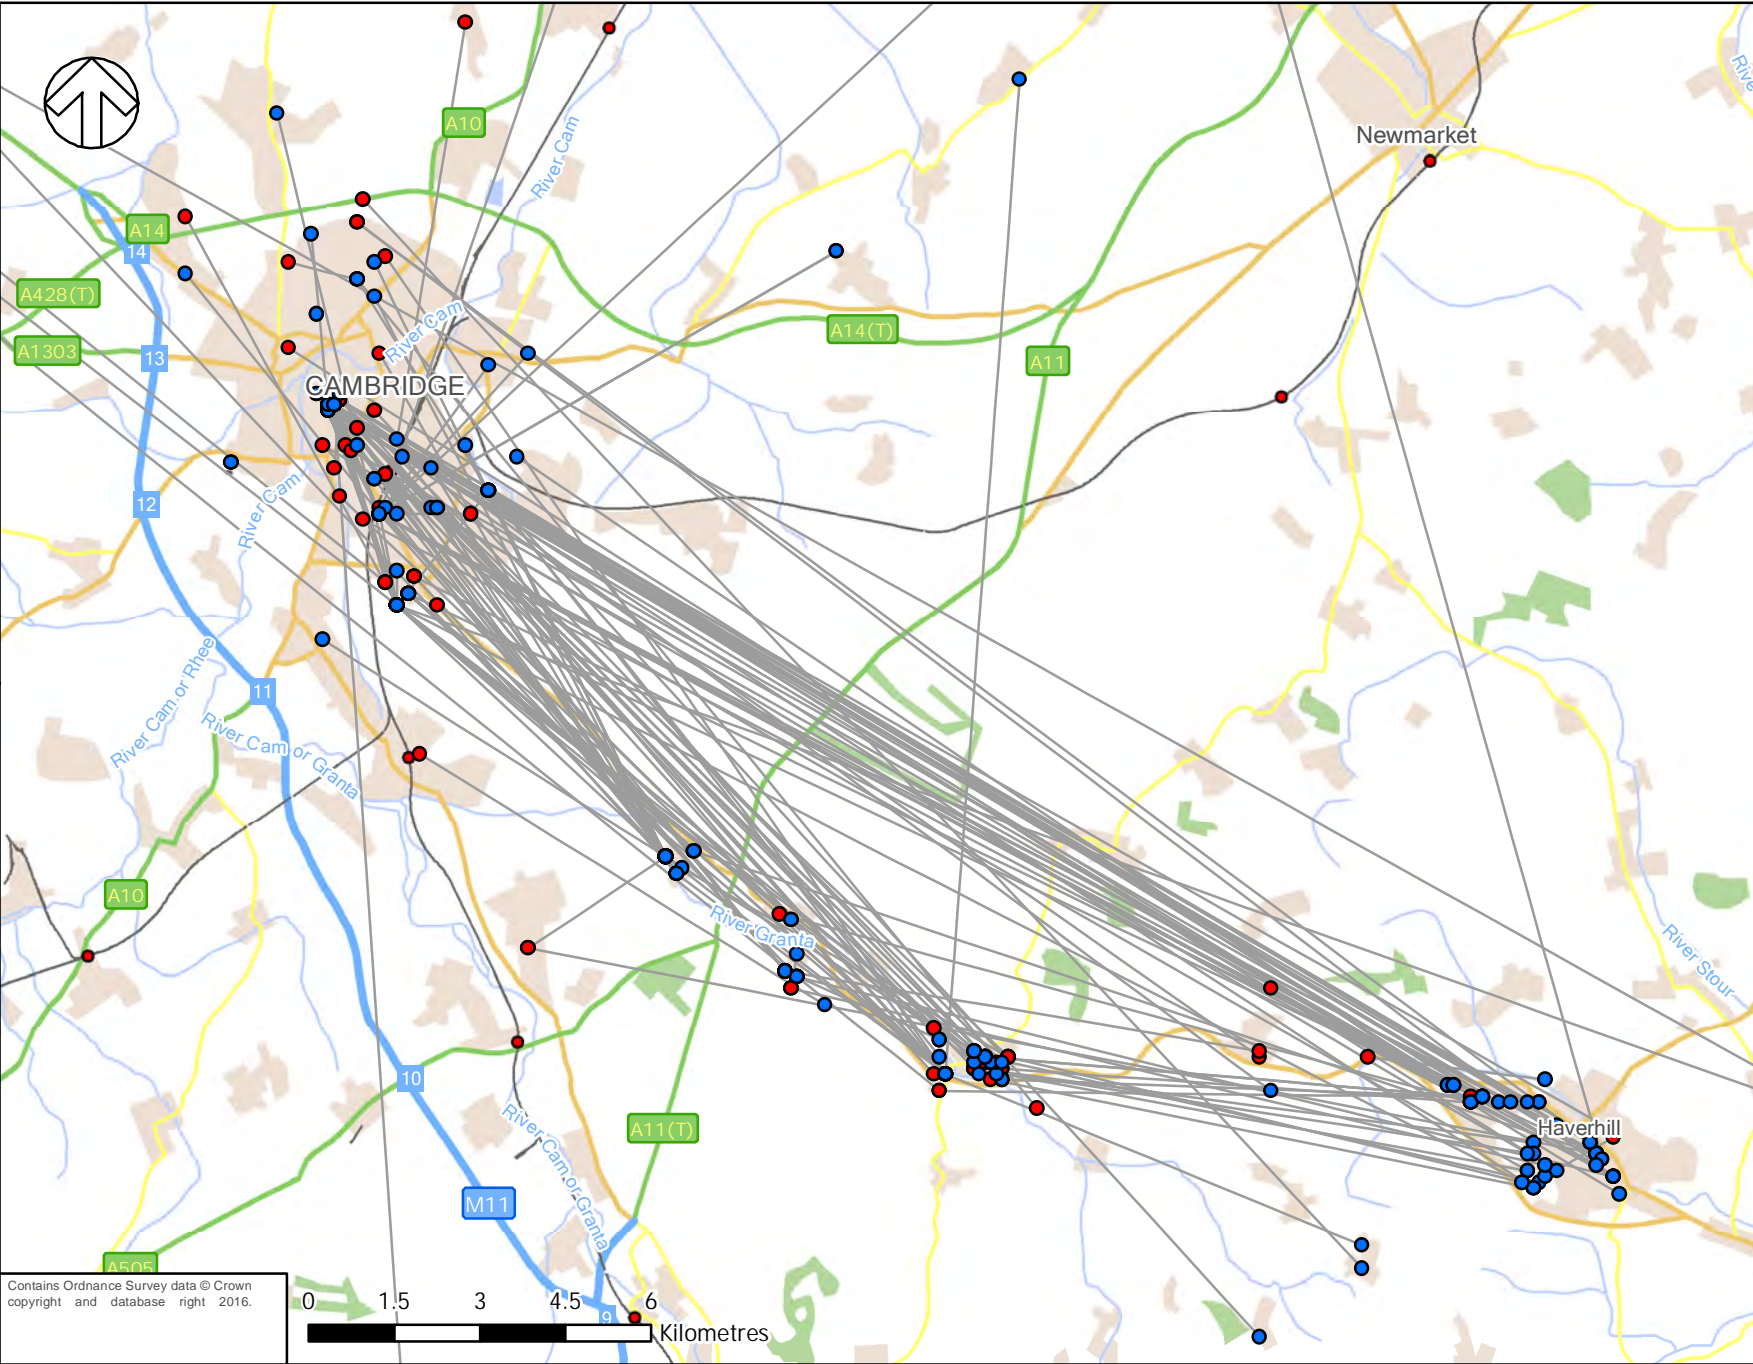 Newmarket
A10
River Cam
River
A14
14
A428(T)
A1303
13
River Cam
A14(T)
A11
CAMBRIDGE
12
River Cam
River Cam or Rhee
11
River Cam or Granta
A10
River Granta
River Stour
10
A11(T)
Haverhill
River Cam or Granta
M11
A505
9
Contains Ordnance Survey data © Crown
copyright and database right 2016.
0 1.5 3 4.5 6
Kilometres